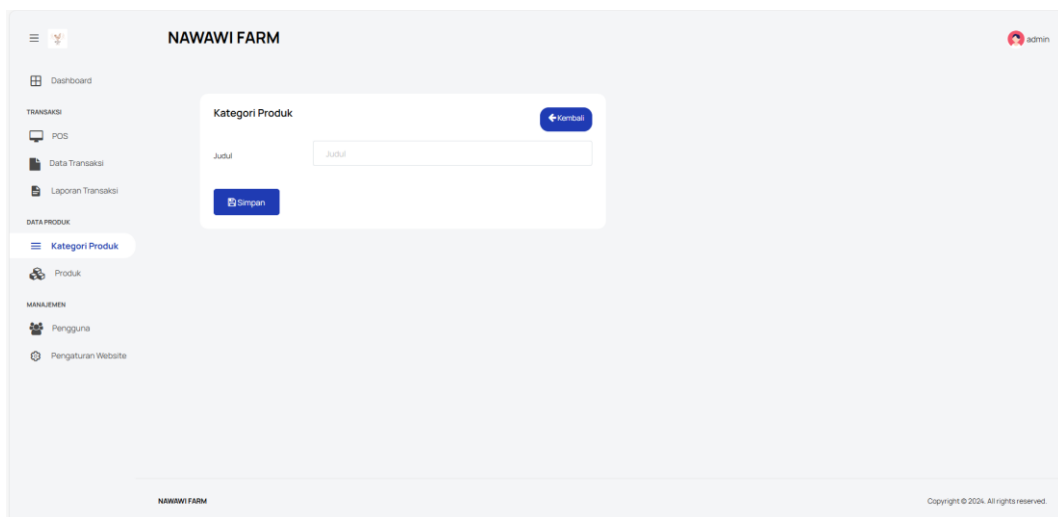 NAWAWI FARM
admin
Dashboard
TRANSAKSI
POS
Data Transaksi
Laporan Transaksi
DATA PRODUK
Kategori Produk
Produk
MANAJEMEN
Pengguna
Pengaturan Website
Kategori Produk
Kembali
Judul
Judul
Simpan
NAWAWI FARM
Copyright © 2024. All rights reserved.